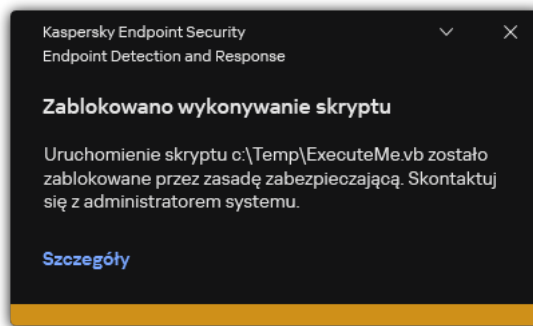 Kaspersky Endpoint Security
Endpoint Detection and Response
Zablokowano wykonywanie skryptu
Uruchomienie skryptu c:\Temp\ExecuteMe.vb zostało
zablokowane przez zasadę zabezpieczającą. Skontaktuj
się z administratorem systemu.
Szczegóły